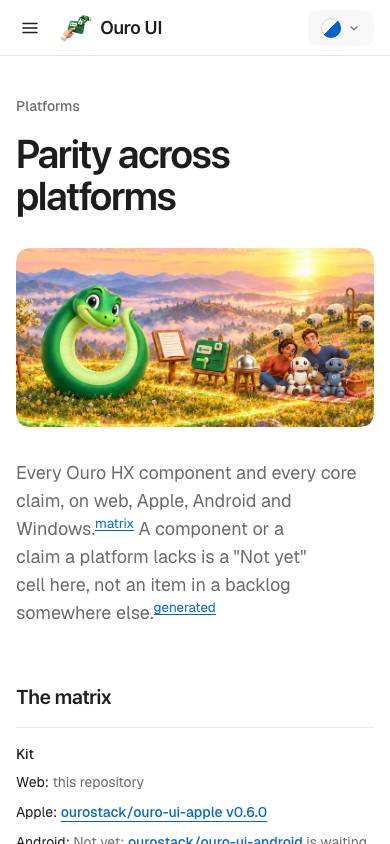 Ouro UI
Platforms
Parity across
platforms
Every Ouro HX component and every core
claim, on web, Apple, Android and
Windows.matrix A component or a
claim a platform lacks is a "Not yet"
cell here, not an item in a backlog
somewhere else.generated
The matrix
Kit
Web: this repository
Apple: ourostack/ouro-ui-apple v0.6.0
Android: Not yet: ourostack/ouro-ui-android is waiting